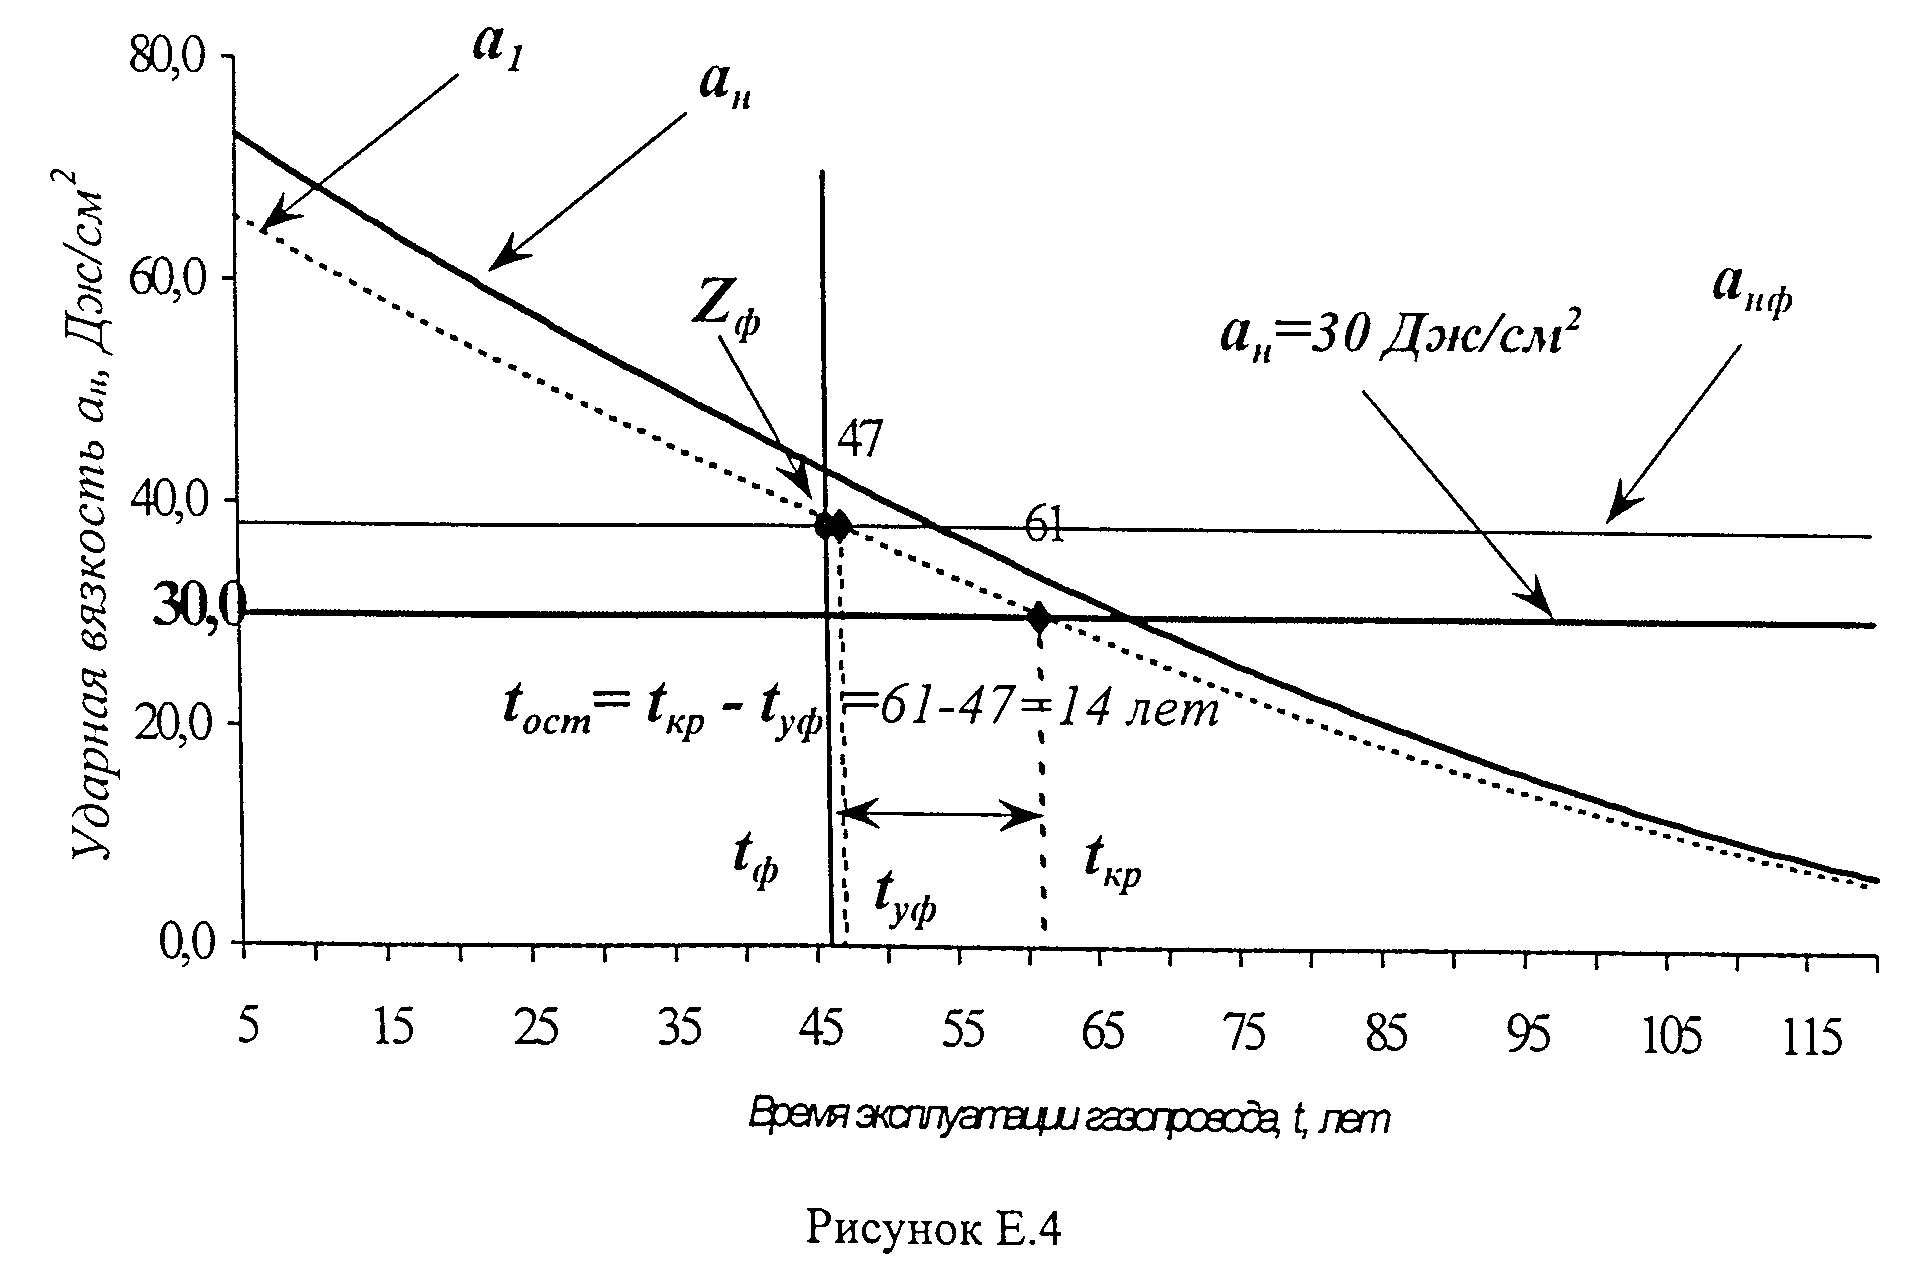 80,0
a1
aн
60,0
Zф
aнф
aн=30 Дж/см²
47
40,0
61
30,0
tост= tкр - tуф =61-47=14 лет
20,0
tф
tуф
tкр
0,0
Ударная вязкость ан, Дж/см²
5 15 25 35 45 55 65 75 85 95 105 115
Время эксплуатации газопровода, t, лет
Рисунок Е.4